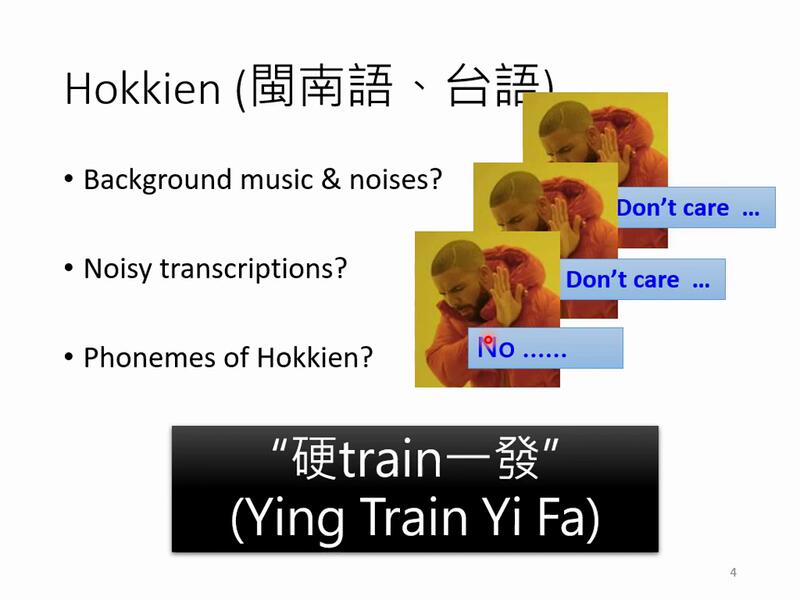 Hokkien (閩南語、台語)
• Background music & noises?
Don't care ...
• Noisy transcriptions?
Don't care ...
• Phonemes of Hokkien?
No ......
“硬train一發”
(Ying Train Yi Fa)
4